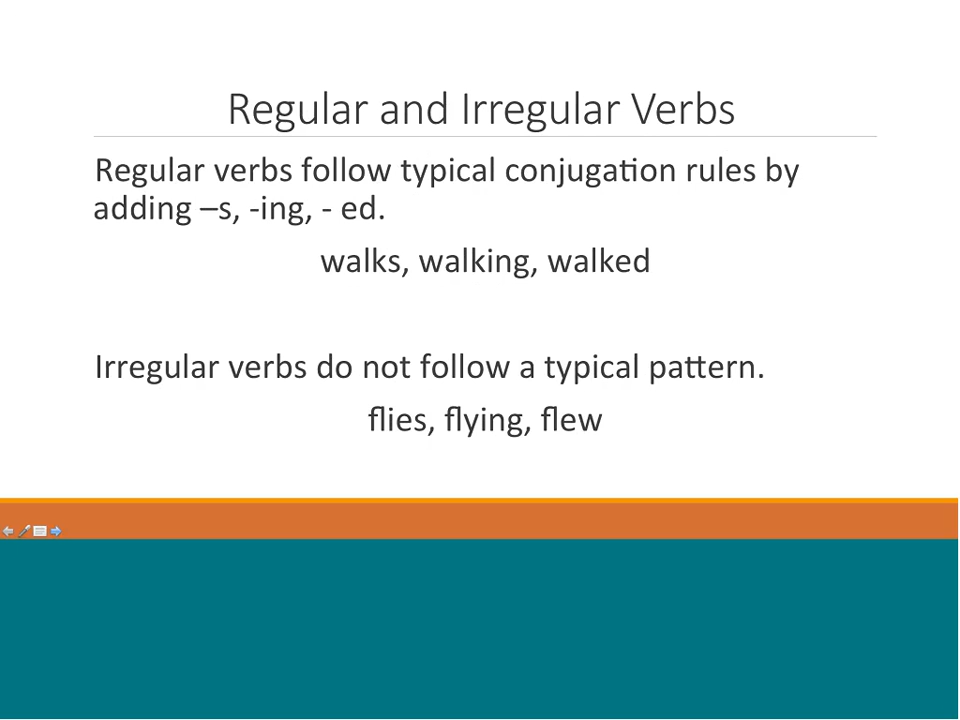 Regular and Irregular Verbs
Regular verbs follow typical conjugation rules by
adding –s, -ing, - ed.
walks, walking, walked
Irregular verbs do not follow a typical pattern.
flies, flying, flew